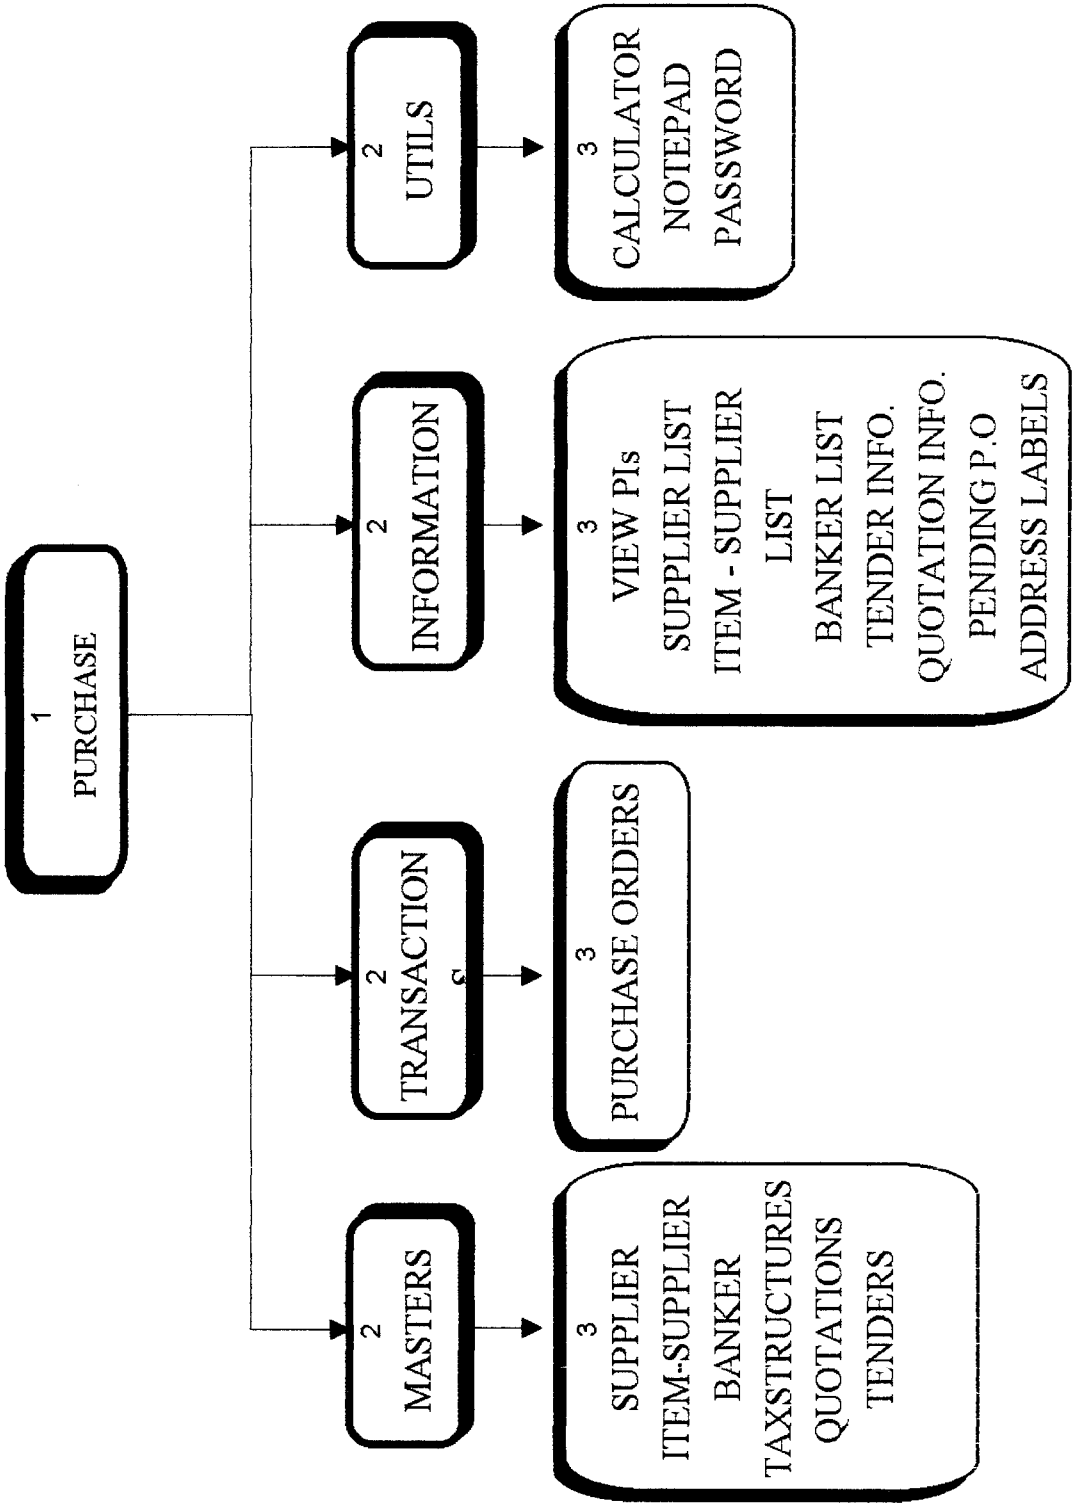 1
PURCHASE
2
MASTERS
2
TRANSACTION
S
2
INFORMATION
2
UTILS
3
SUPPLIER
ITEM-SUPPLIER
BANKER
TAXSTRUCTURES
QUOTATIONS
TENDERS
3
PURCHASE ORDERS
3
VIEW PIs
SUPPLIER LIST
ITEM - SUPPLIER
LIST
BANKER LIST
TENDER INFO.
QUOTATION INFO.
PENDING P.O
ADDRESS LABELS
3
CALCULATOR
NOTEPAD
PASSWORD